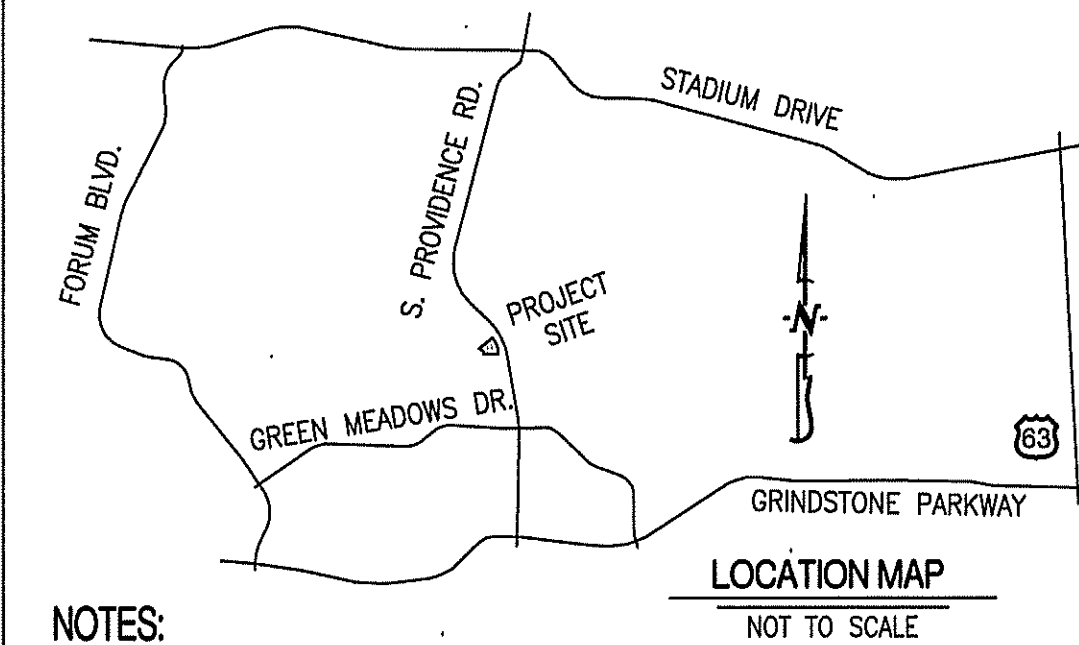 STADIUM DRIVE
FORUM BLVD.
S. PROVIDENCE RD.
PROJECT
SITE
-N-
GREEN MEADOWS DR.
63
GRINDSTONE PARKWAY
LOCATION MAP
NOT TO SCALE
NOTES: